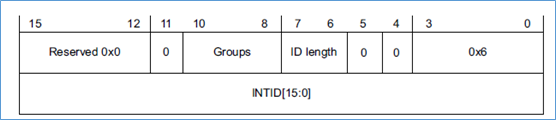 15 12 11 10 8 7 6 5 4 3 0
Reserved 0x0 0 Groups ID length 0 0 0x6
INTID[15:0]